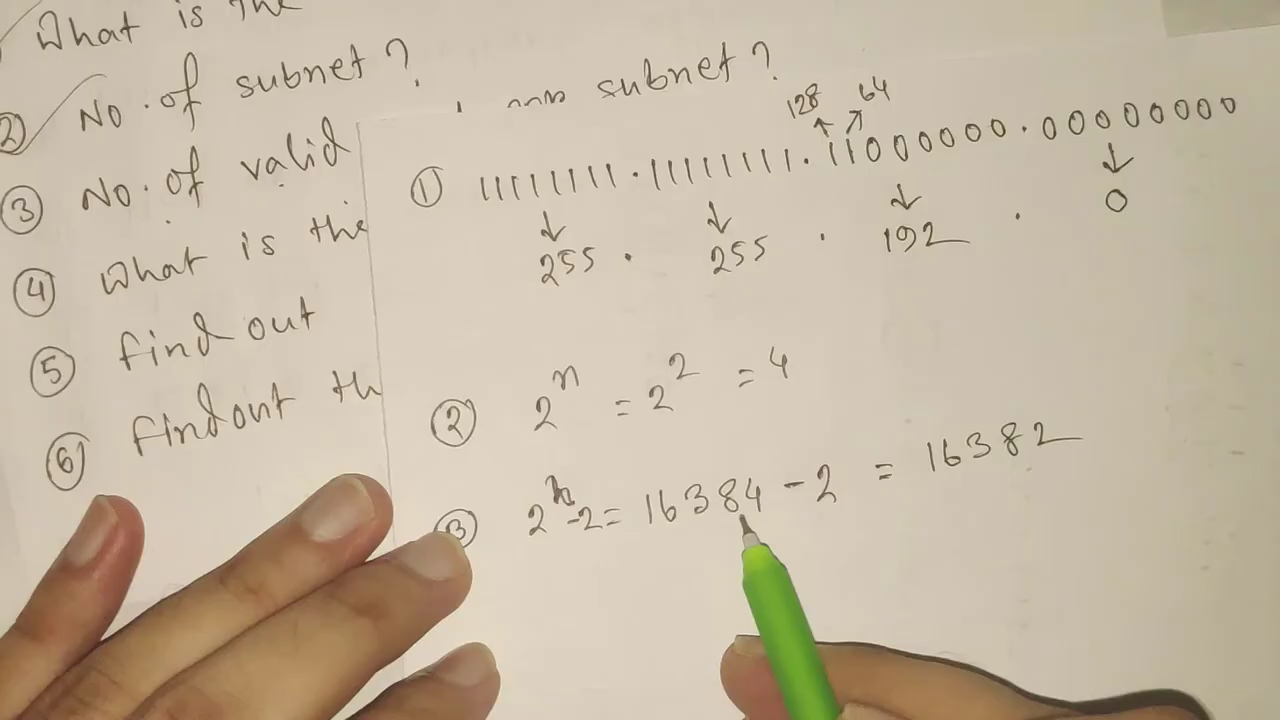 What is the
② No. of subnet?
③ No. of valid
④ What is the
⑤ find out
⑥ findout th
subnet?
128 64
① 11111111.11111111.11000000.00000000
255 . 255 . 192 . 0
② 2^n = 2^2 = 4
③ 2^h-2 = 16384 - 2 = 16382